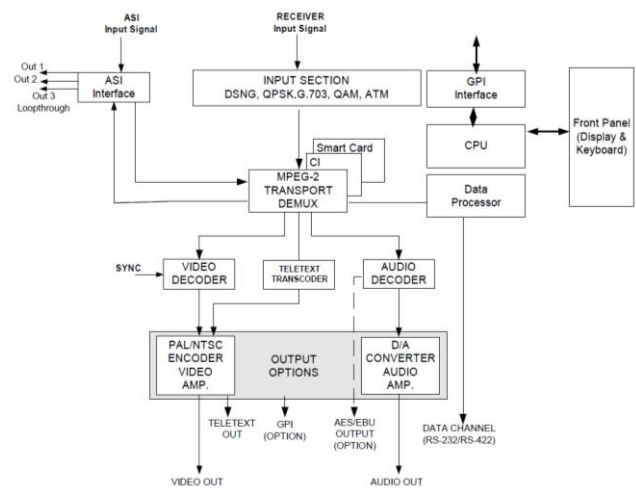 ASI
Input Signal
RECEIVER
Input Signal
Out 1
Out 2
Out 3
Loopthrough
ASI
Interface
INPUT SECTION
DSNG, QPSK,G.703, QAM, ATM
GPI
Interface
CPU
Front Panel
(Display &
Keyboard)
Smart Card
CI
MPEG-2
TRANSPORT
DEMUX
Data
Processor
SYNC
VIDEO
DECODER
TELETEXT
TRANSCODER
AUDIO
DECODER
PAL/NTSC
ENCODER
VIDEO
AMP.
OUTPUT
OPTIONS
D/A
CONVERTER
AUDIO
AMP.
TELETEXT
OUT
GPI
(OPTION)
AES/EBU
OUTPUT
(OPTION)
DATA CHANNEL
(RS-232/RS-422)
VIDEO OUT
AUDIO OUT